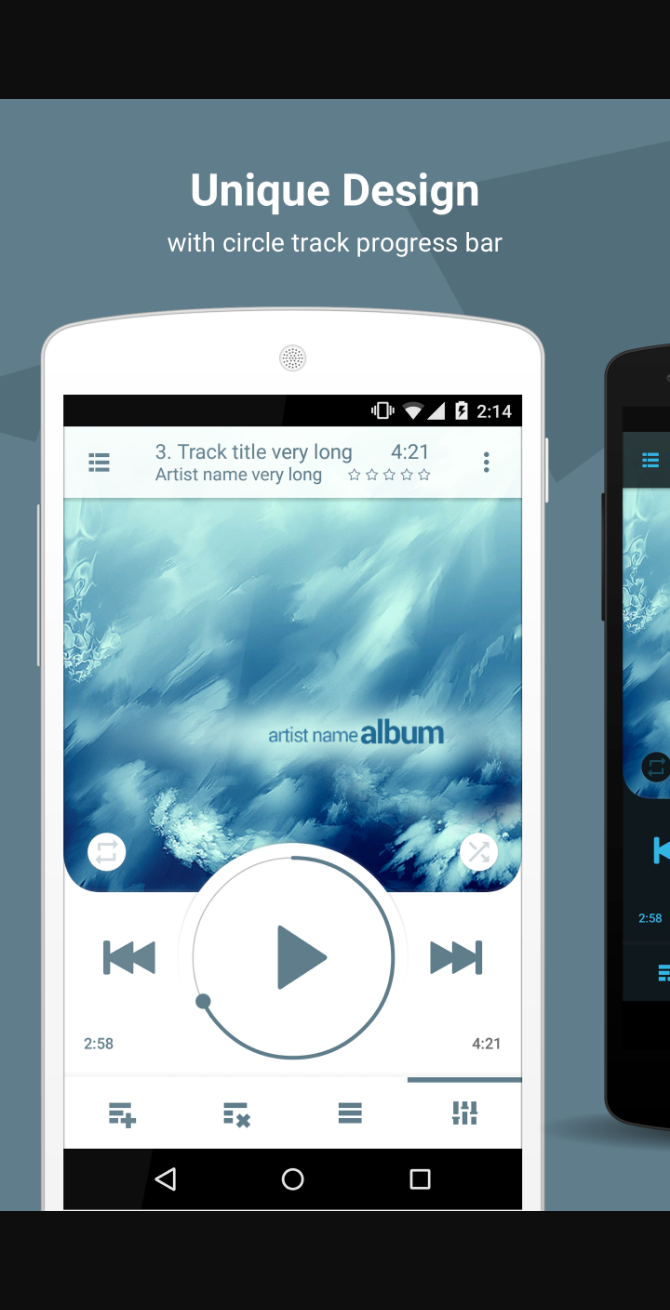 Unique Design
with circle track progress bar
2:14
3. Track title very long 4:21
Artist name very long
artist name album
2:58 4:21
2:58